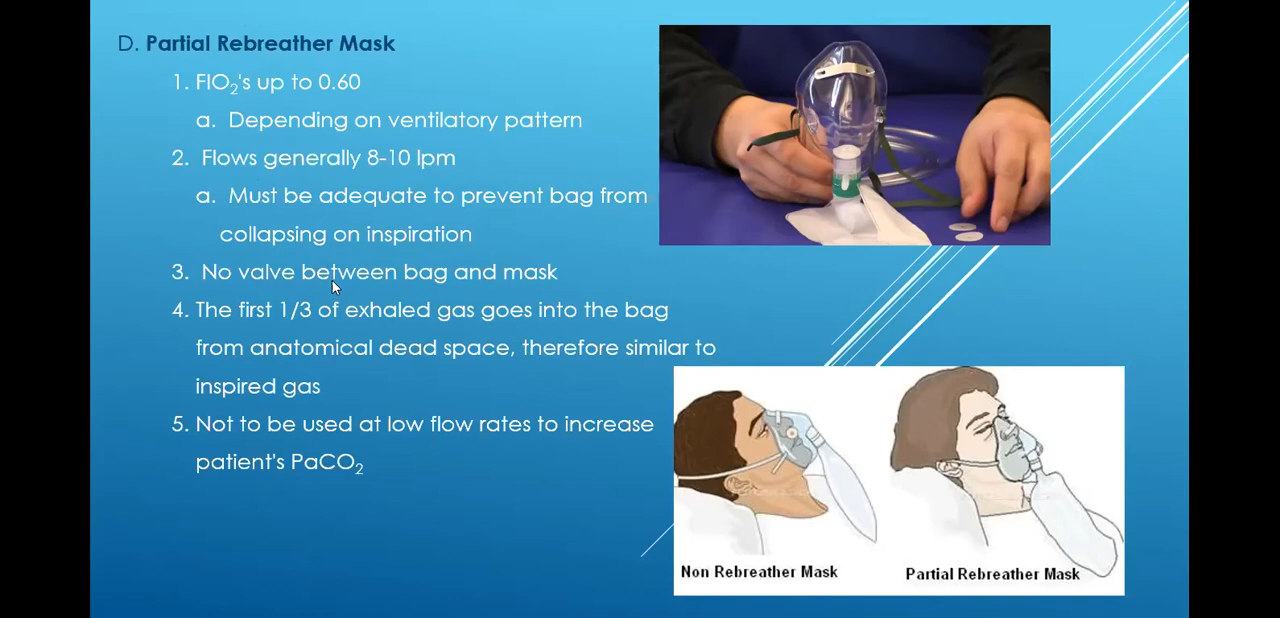 D. Partial Rebreather Mask
1. FIO₂'s up to 0.60
a. Depending on ventilatory pattern
2. Flows generally 8-10 lpm
a. Must be adequate to prevent bag from
collapsing on inspiration
3. No valve between bag and mask
4. The first 1/3 of exhaled gas goes into the bag
from anatomical dead space, therefore similar to
inspired gas
5. Not to be used at low flow rates to increase
patient's PaCO₂
Non Rebreather Mask
Partial Rebreather Mask